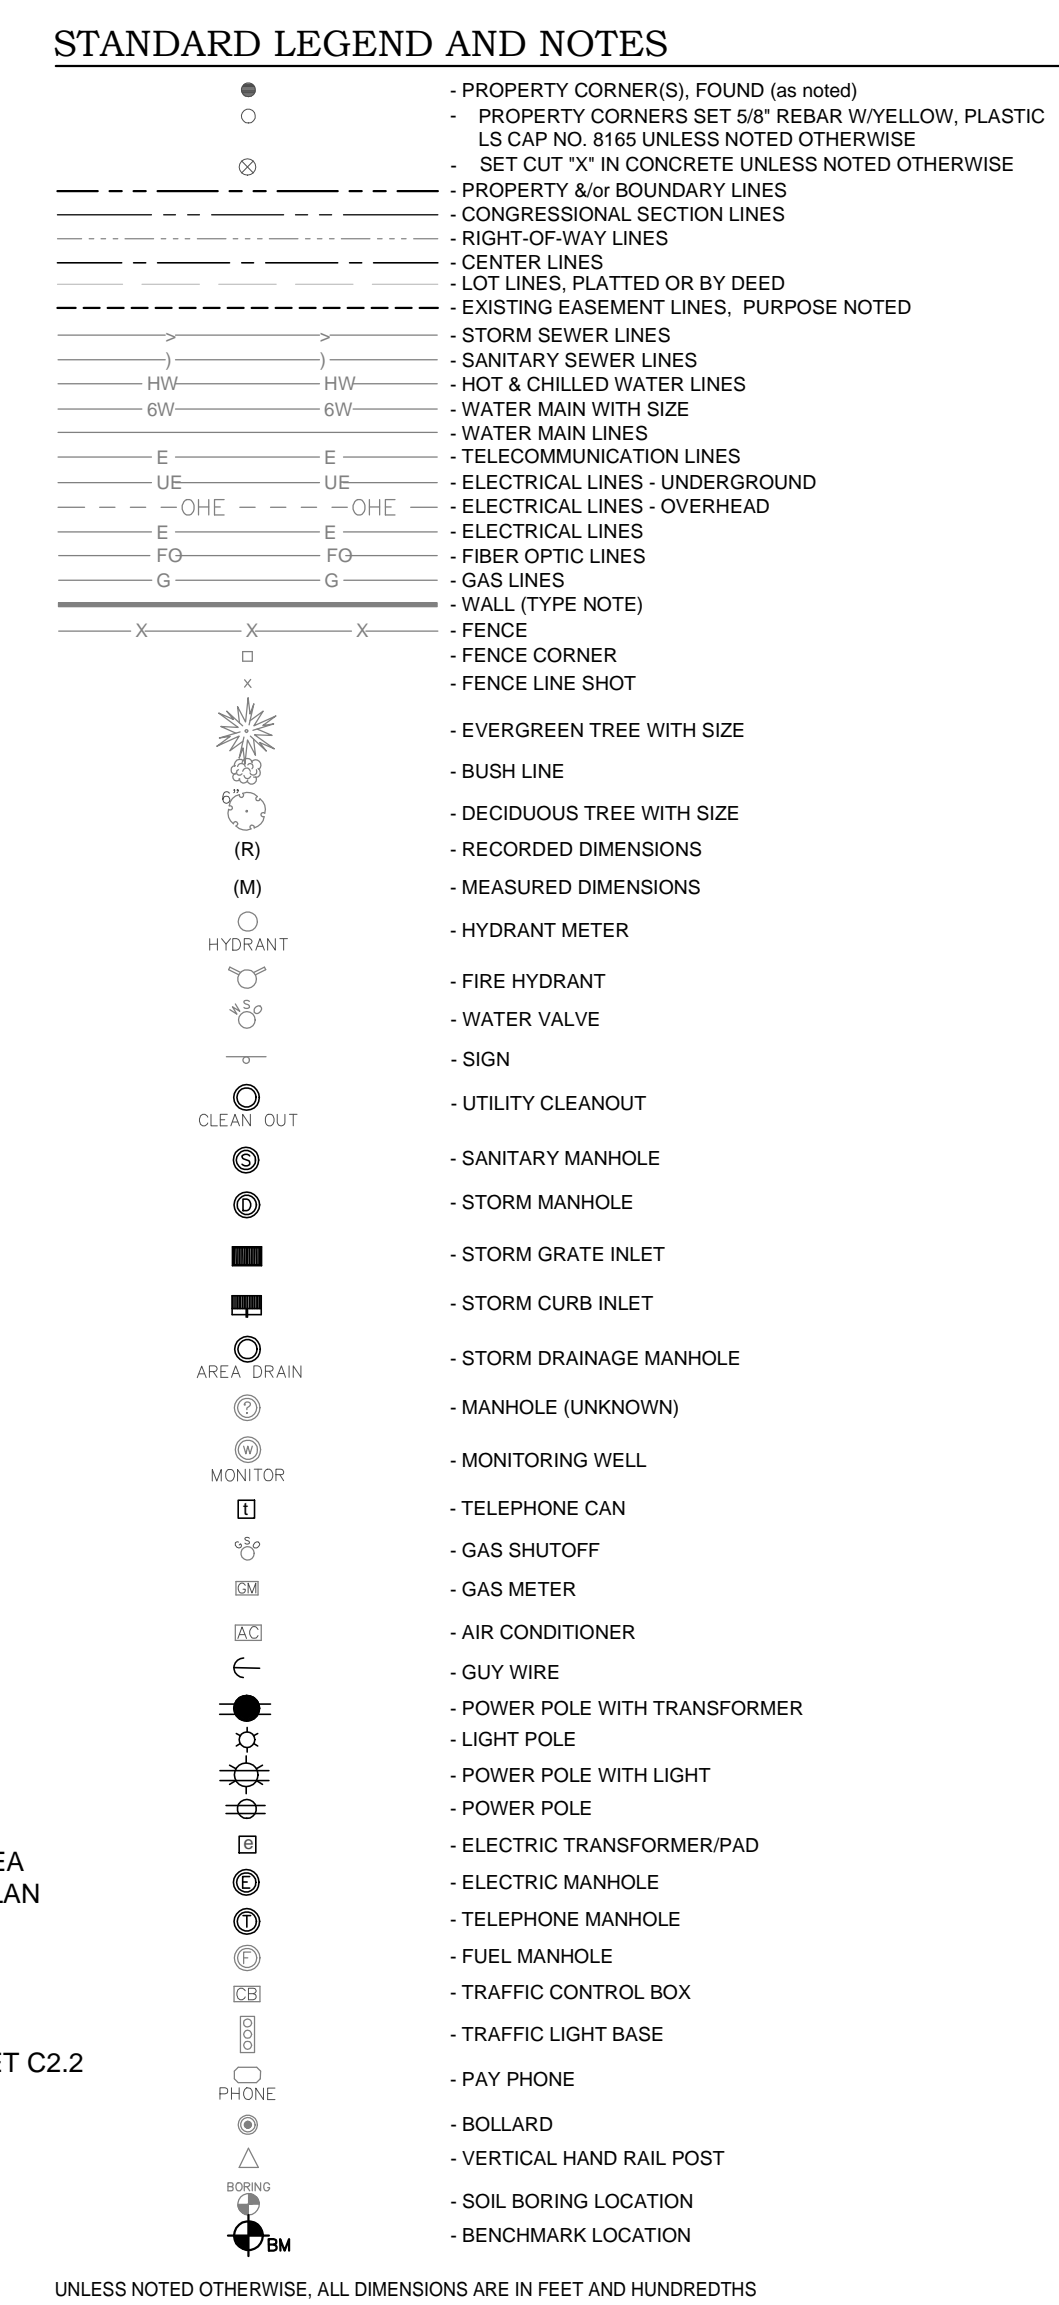 STANDARD LEGEND AND NOTES
- PROPERTY CORNER(S), FOUND (as noted)
- PROPERTY CORNERS SET 5/8" REBAR W/YELLOW, PLASTIC
LS CAP NO. 8165 UNLESS NOTED OTHERWISE
- SET CUT "X" IN CONCRETE UNLESS NOTED OTHERWISE
- PROPERTY &/or BOUNDARY LINES
- CONGRESSIONAL SECTION LINES
- RIGHT-OF-WAY LINES
- CENTER LINES
- LOT LINES, PLATTED OR BY DEED
- EXISTING EASEMENT LINES, PURPOSE NOTED
> > - STORM SEWER LINES
) ) - SANITARY SEWER LINES
HW HW - HOT & CHILLED WATER LINES
6W 6W - WATER MAIN WITH SIZE
- WATER MAIN LINES
E E - TELECOMMUNICATION LINES
UE UE - ELECTRICAL LINES - UNDERGROUND
OHE OHE - ELECTRICAL LINES - OVERHEAD
E E - ELECTRICAL LINES
FO FO - FIBER OPTIC LINES
G G - GAS LINES
- WALL (TYPE NOTE)
X X X - FENCE
- FENCE CORNER
x - FENCE LINE SHOT
- EVERGREEN TREE WITH SIZE
- BUSH LINE
6" - DECIDUOUS TREE WITH SIZE
(R) - RECORDED DIMENSIONS
(M) - MEASURED DIMENSIONS
- HYDRANT METER
HYDRANT
- FIRE HYDRANT
WSO - WATER VALVE
- SIGN
- UTILITY CLEANOUT
CLEAN OUT
S - SANITARY MANHOLE
D - STORM MANHOLE
- STORM GRATE INLET
- STORM CURB INLET
- STORM DRAINAGE MANHOLE
AREA DRAIN
? - MANHOLE (UNKNOWN)
W - MONITORING WELL
MONITOR
t - TELEPHONE CAN
GSO - GAS SHUTOFF
GM - GAS METER
AC - AIR CONDITIONER
- GUY WIRE
- POWER POLE WITH TRANSFORMER
- LIGHT POLE
- POWER POLE WITH LIGHT
- POWER POLE
e - ELECTRIC TRANSFORMER/PAD
EA
E - ELECTRIC MANHOLE
LAN
T - TELEPHONE MANHOLE
F - FUEL MANHOLE
CB - TRAFFIC CONTROL BOX
- TRAFFIC LIGHT BASE
ET C2.2
- PAY PHONE
PHONE
- BOLLARD
- VERTICAL HAND RAIL POST
BORING
- SOIL BORING LOCATION
BM - BENCHMARK LOCATION
UNLESS NOTED OTHERWISE, ALL DIMENSIONS ARE IN FEET AND HUNDREDTHS